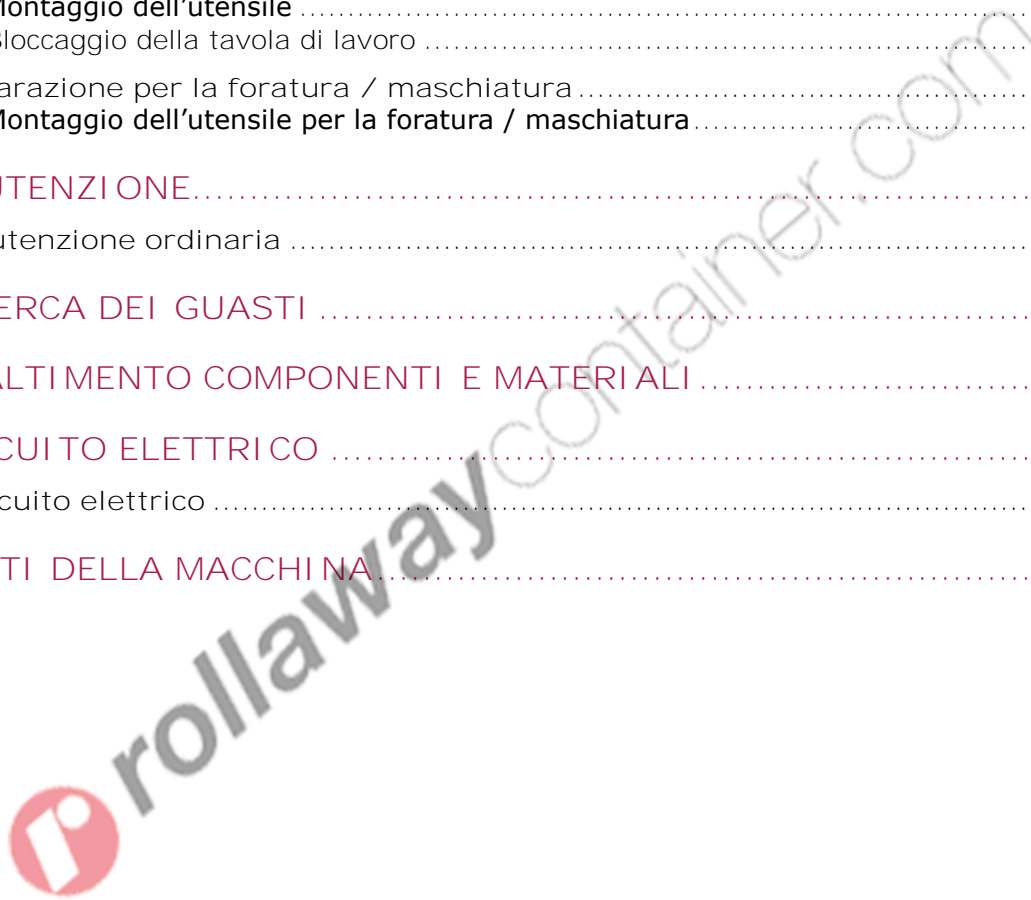 Montaggio dell'utensile
Bloccaggio della tavola di lavoro
arazione per la foratura / maschiatura
Montaggio dell'utensile per la foratura / maschiatura
UTENZIONE
utenzione ordinaria
ERCA DEI GUASTI
ALTIMENTO COMPONENTI E MATERIALI
CUITO ELETTRICO
cuito elettrico
TI DELLA MACCHINA
rollawaycontainer.com